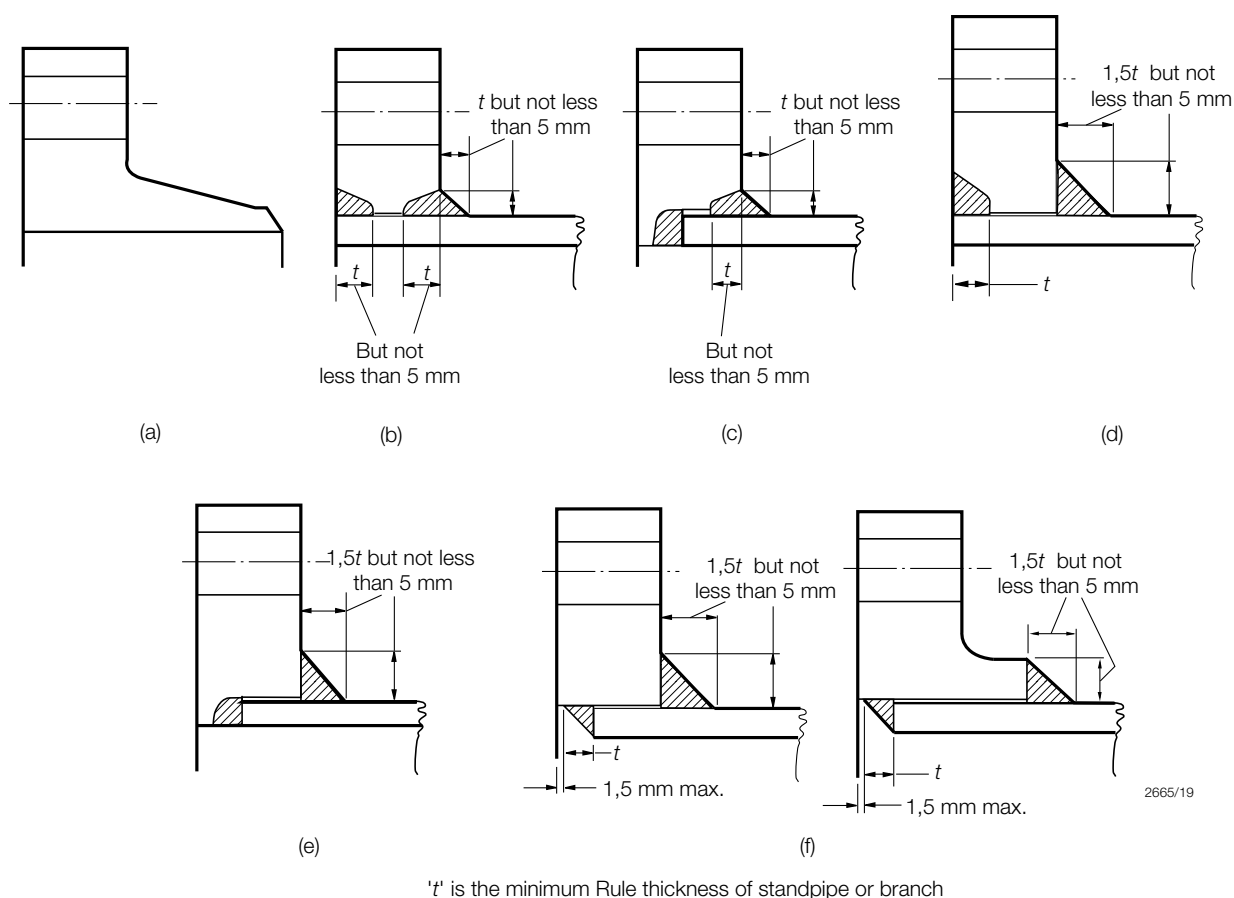 t but not less
than 5 mm
t
t
But not
less than 5 mm
t but not less
than 5 mm
t
But not
less than 5 mm
1,5t but not
less than 5 mm
t
(a)
(b)
(c)
(d)
1,5t but not less
than 5 mm
1,5t but not
less than 5 mm
t
1,5 mm max.
1,5t but not
less than 5 mm
t
1,5 mm max.
2665/19
(e)
(f)
't' is the minimum Rule thickness of standpipe or branch